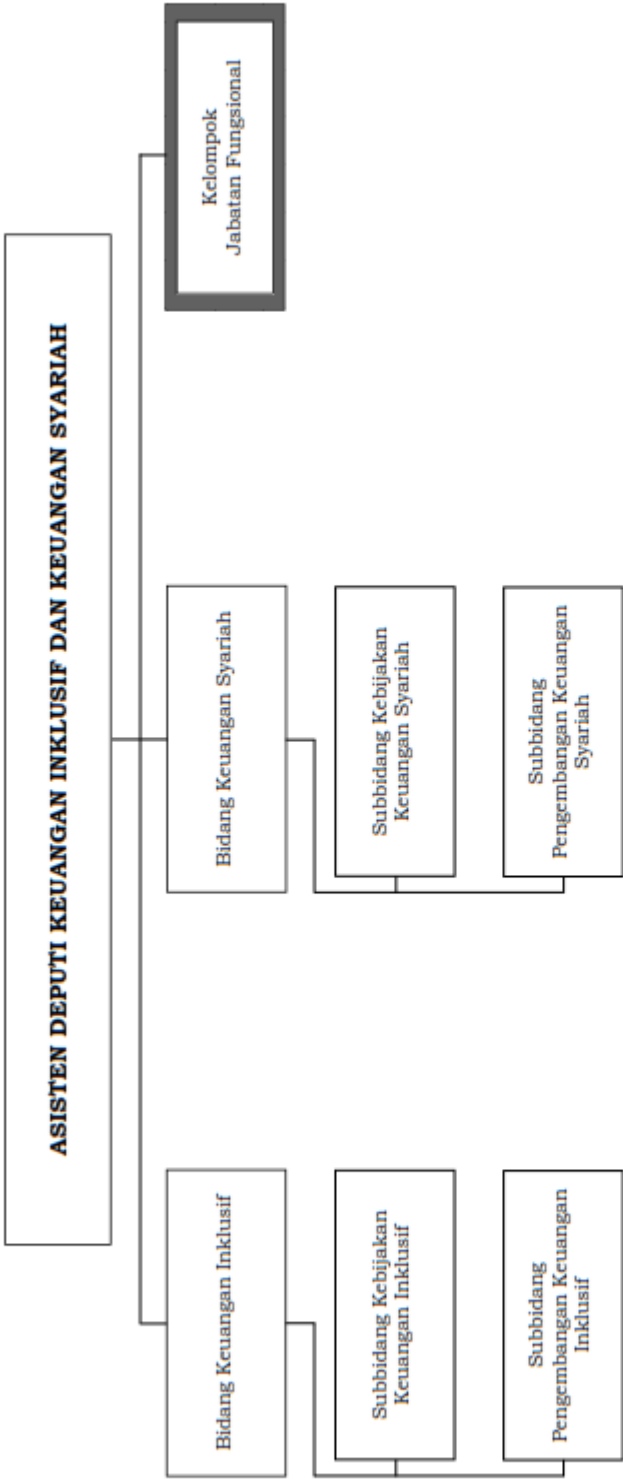 ASISTEN DEPUTI KEUANGAN INKLUSIF DAN KEUANGAN SYARIAH
Bidang Keuangan Inklusif
Bidang Keuangan Syariah
Kelompok
Jabatan Fungsional
Subbidang Kebijakan
Keuangan Inklusif
Subbidang Kebijakan
Keuangan Syariah
Subbidang
Pengembangan Keuangan
Inklusif
Subbidang
Pengembangan Keuangan
Syariah